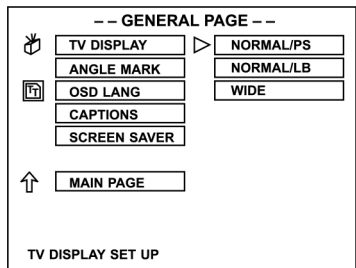 – – GENERAL PAGE – –
TV DISPLAY
NORMAL/PS
ANGLE MARK
NORMAL/LB
OSD LANG
WIDE
CAPTIONS
SCREEN SAVER
MAIN PAGE
TV DISPLAY SET UP